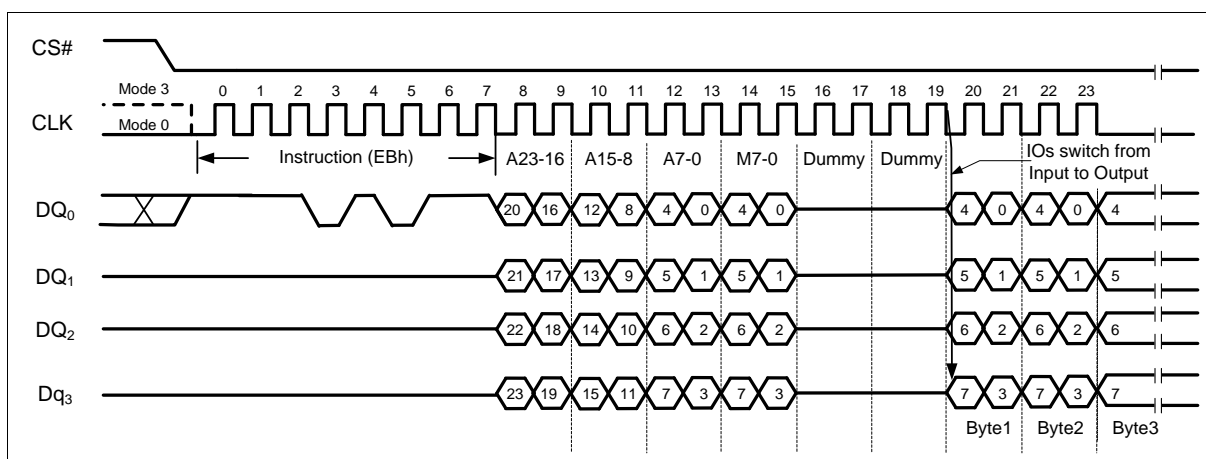 CS#
Mode 3
0 1 2 3 4 5 6 7 8 9 10 11 12 13 14 15 16 17 18 19 20 21 22 23
CLK
Mode 0
Instruction (EBh)
A23-16 A15-8 A7-0 M7-0 Dummy Dummy
IOs switch from
Input to Output
DQ0 20 16 12 8 4 0 4 0 4 0 4 0 4
DQ1 21 17 13 9 5 1 5 1 5 1 5 1 5
DQ2 22 18 14 10 6 2 6 2 6 2 6 2 6
Dq3 23 19 15 11 7 3 7 3 7 3 7 3 7
Byte1 Byte2 Byte3